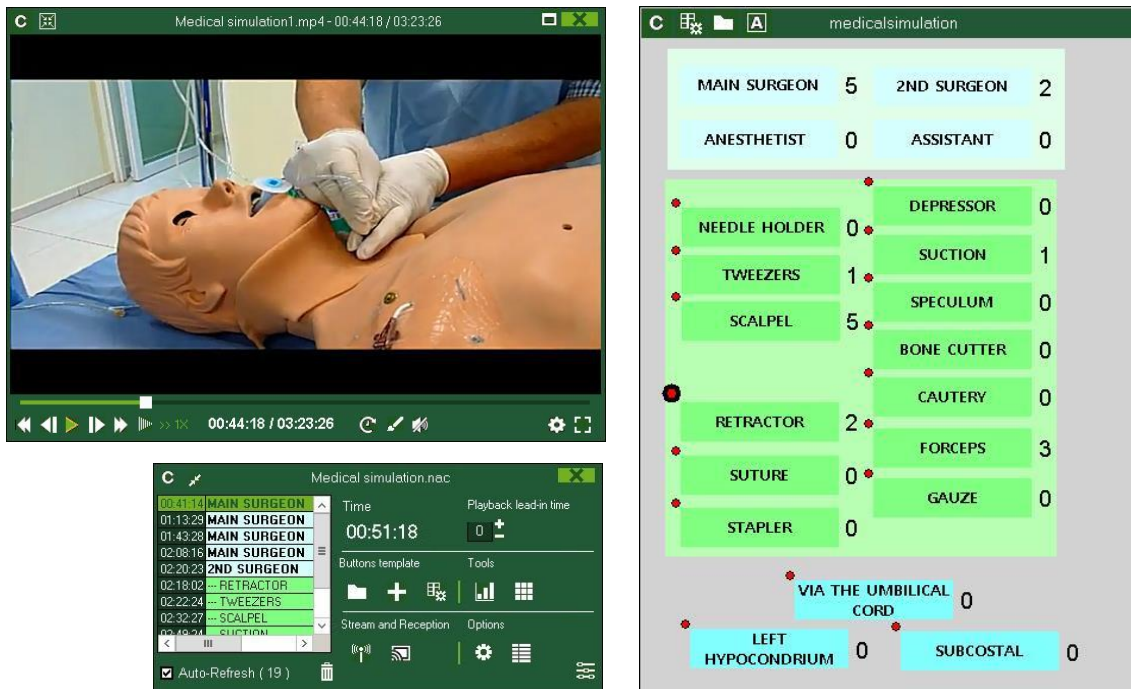 C
Medical simulation1.mp4 - 00:44:18 / 03:23:26
>> 1X
00:44:18 / 03:23:26
C
Medical simulation.nac
00:41:14 MAIN SURGEON
01:13:29 MAIN SURGEON
01:43:28 MAIN SURGEON
02:08:16 MAIN SURGEON
02:20:23 2ND SURGEON
02:18:02 --- RETRACTOR
02:22:24 --- TWEEZERS
02:32:27 --- SCALPEL
02:49:24 --- SUCTION
Auto-Refresh ( 19 )
Time
Playback lead-in time
00:51:18
0
Buttons template
Tools
Stream and Reception
Options
C
A
medicalsimulation
MAIN SURGEON 5
2ND SURGEON 2
ANESTHETIST 0
ASSISTANT 0
NEEDLE HOLDER 0
TWEEZERS 1
SCALPEL 5
RETRACTOR 2
SUTURE 0
STAPLER 0
DEPRESSOR 0
SUCTION 1
SPECULUM 0
BONE CUTTER 0
CAUTERY 0
FORCEPS 3
GAUZE 0
VIA THE UMBILICAL
CORD 0
LEFT
HYPOCONDRIUM 0
SUBCOSTAL 0